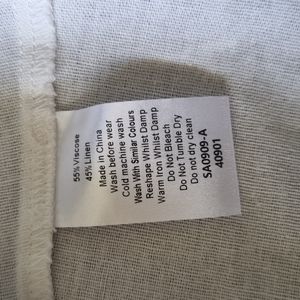 55% Viscose
45% Linen
Made in China
Wash before wear
Cold machine wash
Wash With Similar Colours
Reshape Whilst Damp
Warm Iron Whilst Damp
Do Not Bleach
Do Not Tumble Dry
Do not dry clean
SA0909-A
40901